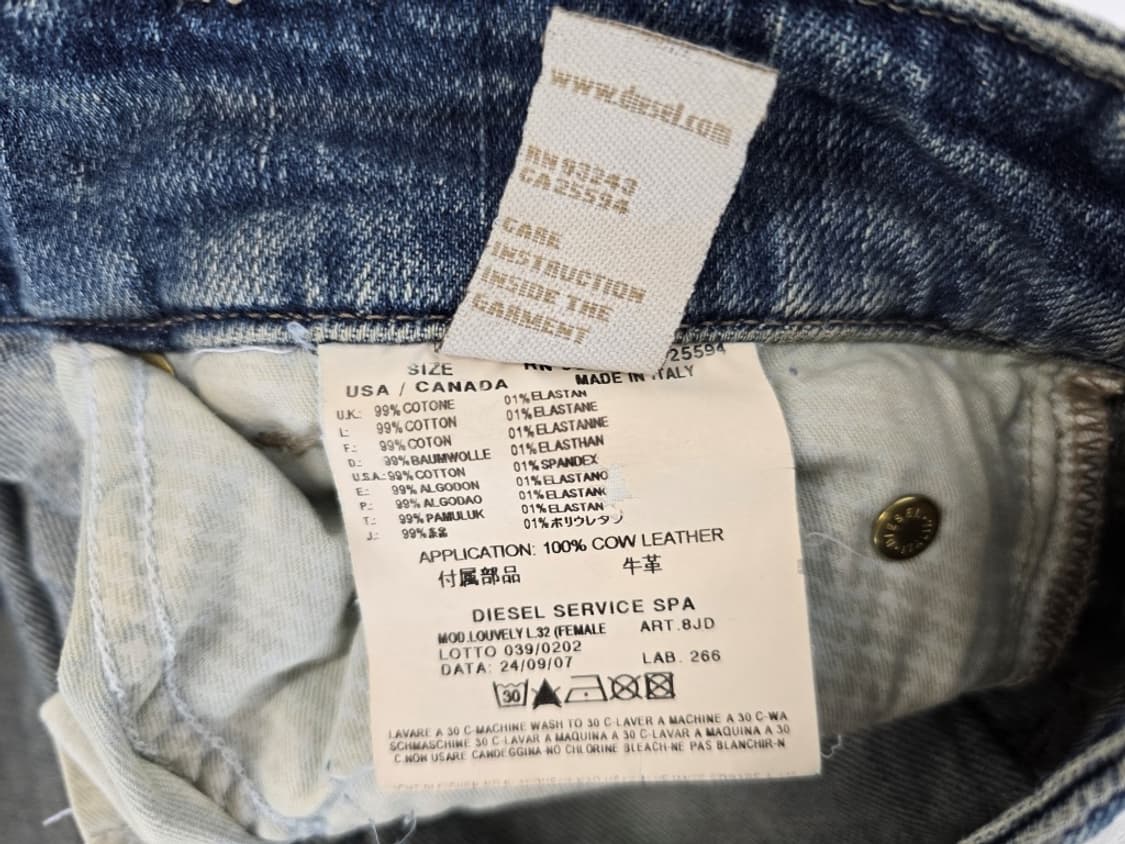 www.diesel.com
RN 93243
CA 25594
CARE
INSTRUCTION
INSIDE THE
GARMENT
SIZE RN 25594
USA / CANADA MADE IN ITALY
U.K.: 99% COTONE 01% ELASTAN
I.: 99% COTTON 01% ELASTANE
F.: 99% COTON 01% ELASTANNE
D.: 99% BAUMWOLLE 01% ELASTHAN
U.S.A.: 99% COTTON 01% SPANDEX
E.: 99% ALGODON 01% ELASTANO
P.: 99% ALGODAO 01% ELASTANO
T.: 99% PAMULUK 01% ELASTAN
J.: 99% 01% ポリウレタン
APPLICATION: 100% COW LEATHER
付属部品 牛革
DIESEL SERVICE SPA
MOD.LOUVELY L.32 (FEMALE ART.8JD
LOTTO 039/0202
DATA: 24/09/07 LAB. 266
30
LAVARE A 30 C-MACHINE WASH TO 30 C-LAVER A MACHINE A 30 C-WA
SCHMASCHINE 30 C-LAVAR A MAQUINA A 30 C-LAVAR A MAQUINA A 30
C.NON USARE CANDEGGINA-NO CHLORINE BLEACH-NE PAS BLANCHIR-N
DIESEL